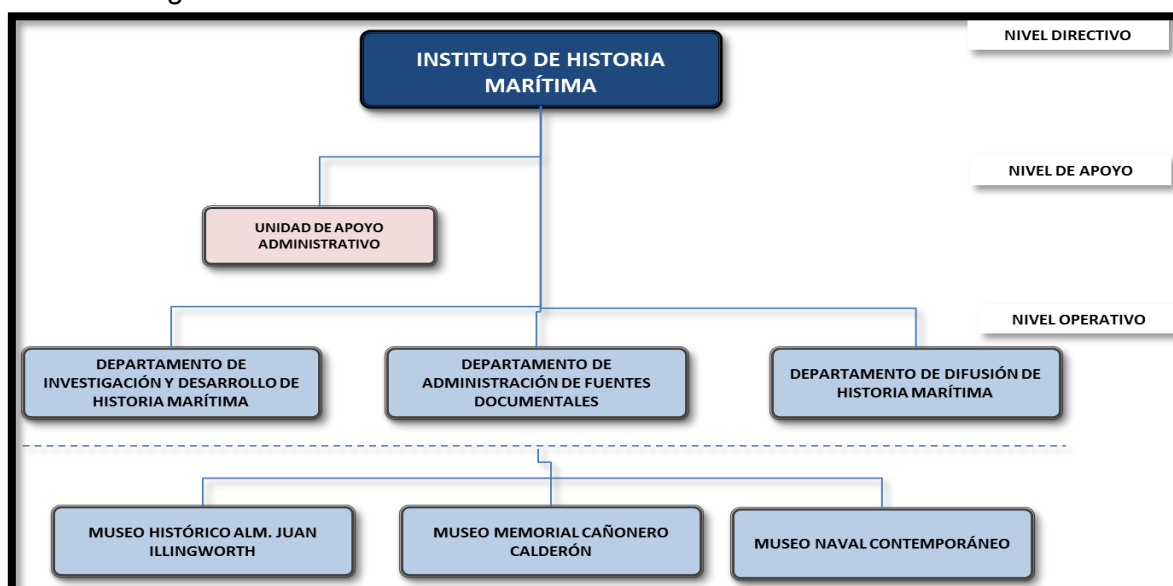 NIVEL DIRECTIVO
INSTITUTO DE HISTORIA
MARÍTIMA
NIVEL DE APOYO
UNIDAD DE APOYO
ADMINISTRATIVO
NIVEL OPERATIVO
DEPARTAMENTO DE
INVESTIGACIÓN Y DESARROLLO DE
HISTORIA MARÍTIMA
DEPARTAMENTO DE
ADMINISTRACIÓN DE FUENTES
DOCUMENTALES
DEPARTAMENTO DE DIFUSIÓN DE
HISTORIA MARÍTIMA
MUSEO HISTÓRICO ALM. JUAN
ILLINGWORTH
MUSEO MEMORIAL CAÑONERO
CALDERÓN
MUSEO NAVAL CONTEMPORÁNEO